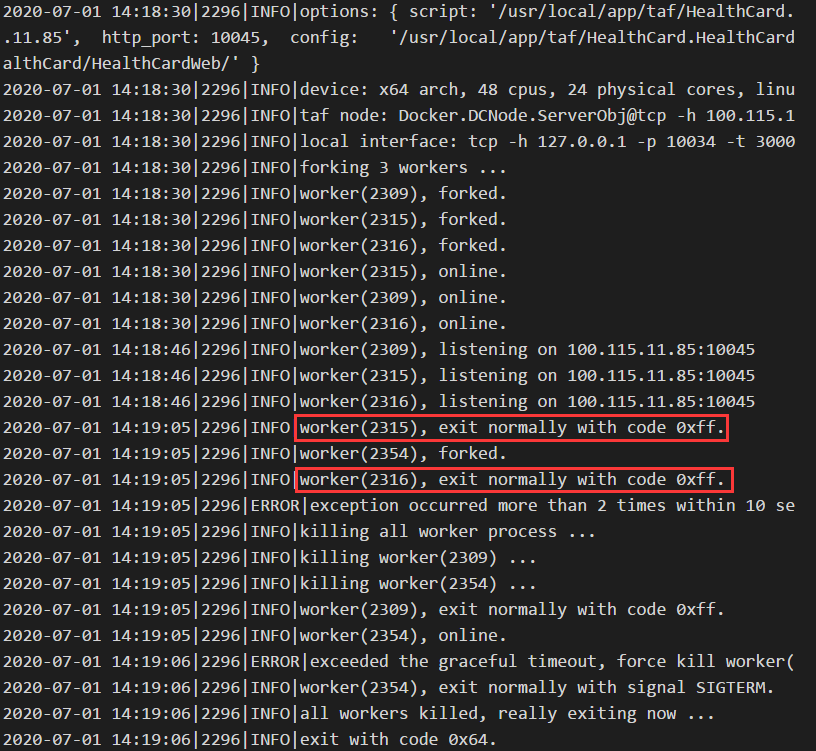 2020-07-01 14:18:30|2296|INFO|options: { script: '/usr/local/app/taf/HealthCard.
.11.85',  http_port: 10045,  config:   '/usr/local/app/taf/HealthCard.HealthCard
althCard/HealthCardWeb/' }
2020-07-01 14:18:30|2296|INFO|device: x64 arch, 48 cpus, 24 physical cores, linu
2020-07-01 14:18:30|2296|INFO|taf node: Docker.DCNode.ServerObj@tcp -h 100.115.1
2020-07-01 14:18:30|2296|INFO|local interface: tcp -h 127.0.0.1 -p 10034 -t 3000
2020-07-01 14:18:30|2296|INFO|forking 3 workers ...
2020-07-01 14:18:30|2296|INFO|worker(2309), forked.
2020-07-01 14:18:30|2296|INFO|worker(2315), forked.
2020-07-01 14:18:30|2296|INFO|worker(2316), forked.
2020-07-01 14:18:30|2296|INFO|worker(2315), online.
2020-07-01 14:18:30|2296|INFO|worker(2309), online.
2020-07-01 14:18:30|2296|INFO|worker(2316), online.
2020-07-01 14:18:46|2296|INFO|worker(2309), listening on 100.115.11.85:10045
2020-07-01 14:18:46|2296|INFO|worker(2315), listening on 100.115.11.85:10045
2020-07-01 14:18:46|2296|INFO|worker(2316), listening on 100.115.11.85:10045
2020-07-01 14:19:05|2296|INFO|worker(2315), exit normally with code 0xff.
2020-07-01 14:19:05|2296|INFO|worker(2354), forked.
2020-07-01 14:19:05|2296|INFO|worker(2316), exit normally with code 0xff.
2020-07-01 14:19:05|2296|ERROR|exception occurred more than 2 times within 10 se
2020-07-01 14:19:05|2296|INFO|killing all worker process ...
2020-07-01 14:19:05|2296|INFO|killing worker(2309) ...
2020-07-01 14:19:05|2296|INFO|killing worker(2354) ...
2020-07-01 14:19:05|2296|INFO|worker(2309), exit normally with code 0xff.
2020-07-01 14:19:05|2296|INFO|worker(2354), online.
2020-07-01 14:19:06|2296|ERROR|exceeded the graceful timeout, force kill worker(
2020-07-01 14:19:06|2296|INFO|worker(2354), exit normally with signal SIGTERM.
2020-07-01 14:19:06|2296|INFO|all workers killed, really exiting now ...
2020-07-01 14:19:06|2296|INFO|exit with code 0x64.